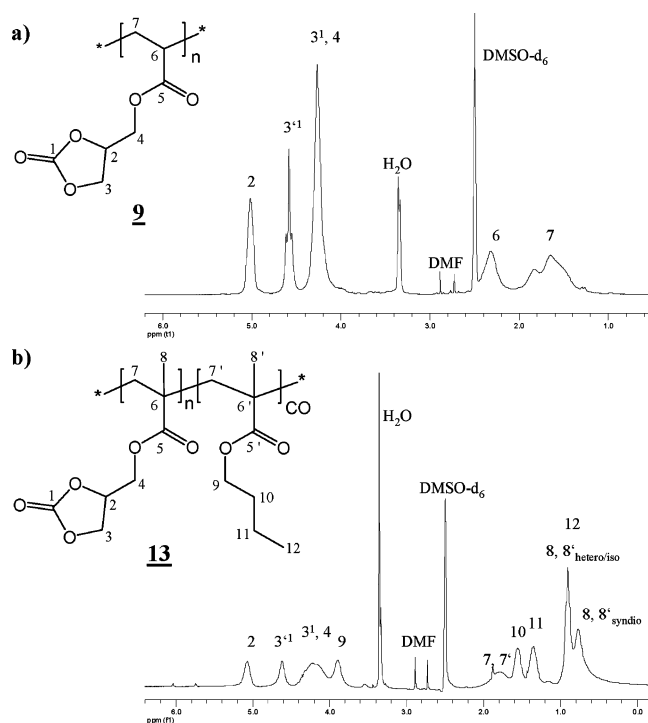 a)
* 7 6 n *
5 O O
4
O 2
O 1 O 3
9
2
3‘¹
3¹, 4
H₂O
DMF
DMSO-d₆
6
7
6.0 5.0 4.0 3.0 2.0 1.0
ppm (t1)
b)
* 7 8 6 n 7' 8' 6' CO *
5 O O
5' O O
4 9 10
O 2
O 1 O 3
11
12
13
2
3‘¹
3¹, 4
9
H₂O
DMF
DMSO-d₆
7, 7‘
10
11
12
8, 8‘hetero/iso
8, 8‘syndio
6.0 5.0 4.0 3.0 2.0 1.0 0.0
ppm (f1)